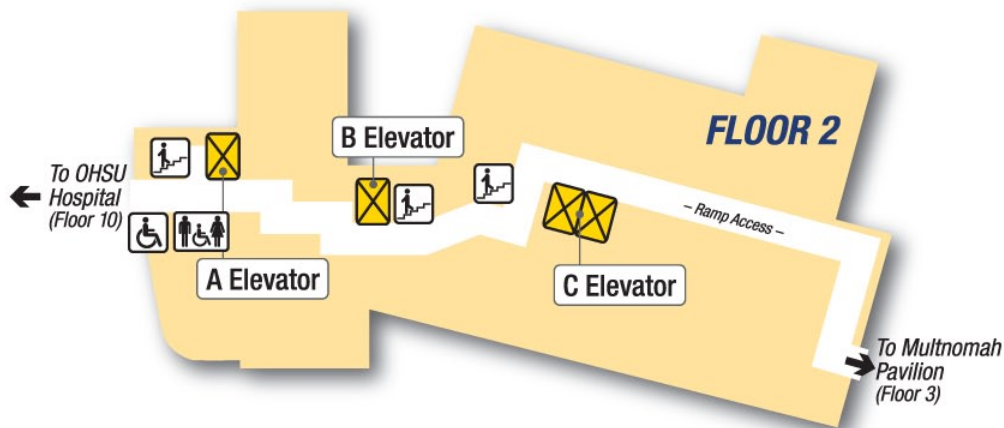 FLOOR 2
B Elevator
To OHSU
Hospital
(Floor 10)
– Ramp Access –
A Elevator
C Elevator
To Multnomah
Pavilion
(Floor 3)